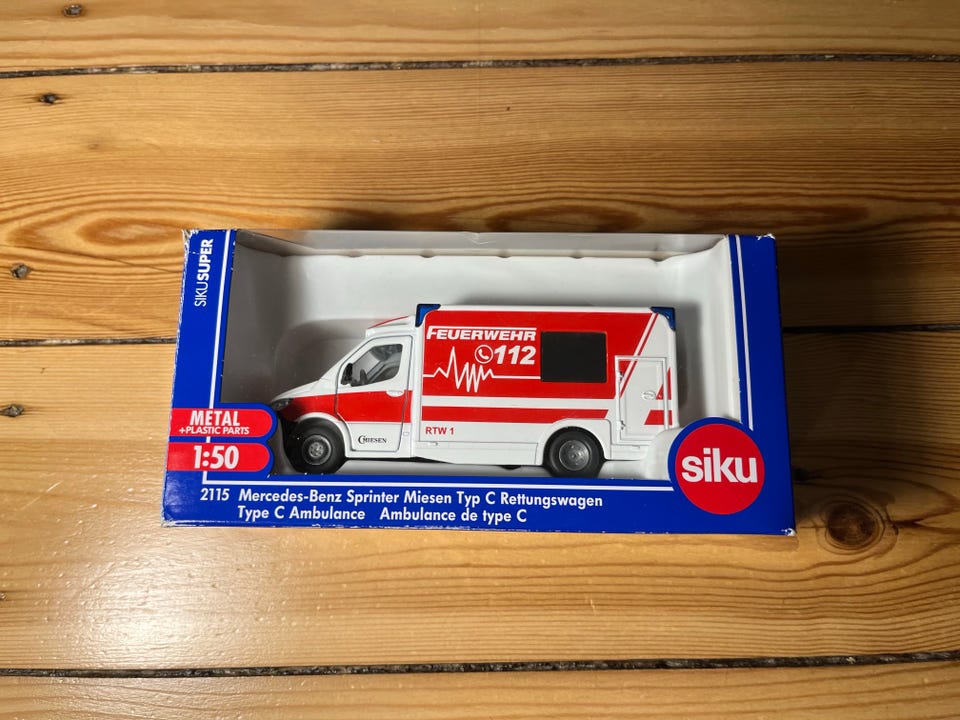 SIKUSUPER
FEUERWEHR
112
RTW 1
MIESEN
METAL
+PLASTIC PARTS
1:50
siku
2115 Mercedes-Benz Sprinter Miesen Typ C Rettungswagen
Type C Ambulance Ambulance de type C